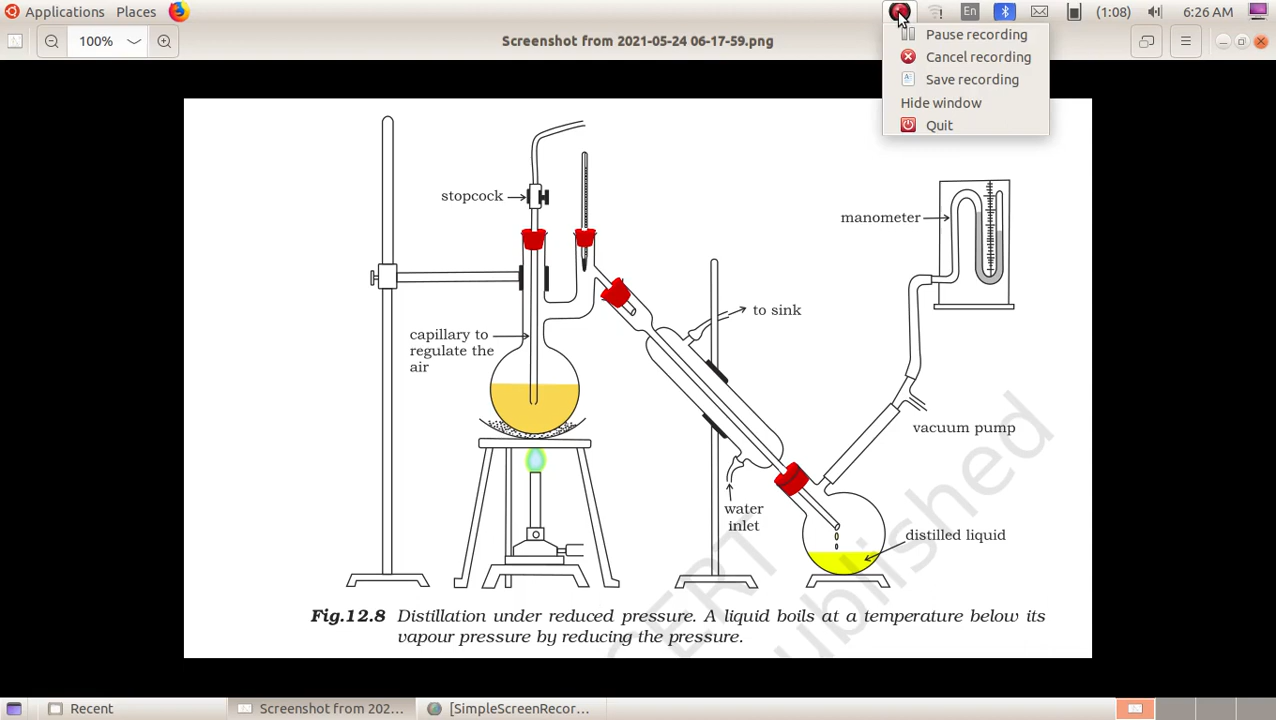 Applications Places En (1:08) 6:26 AM
100% Screenshot from 2021-05-24 06-17-59.png
Pause recording
Cancel recording
Save recording
Hide window
Quit
stopcock
manometer
to sink
capillary to
regulate the
air
vacuum pump
water
inlet
distilled liquid
Fig.12.8 Distillation under reduced pressure. A liquid boils at a temperature below its
vapour pressure by reducing the pressure.
Recent Screenshot from 202... [SimpleScreenRecor...